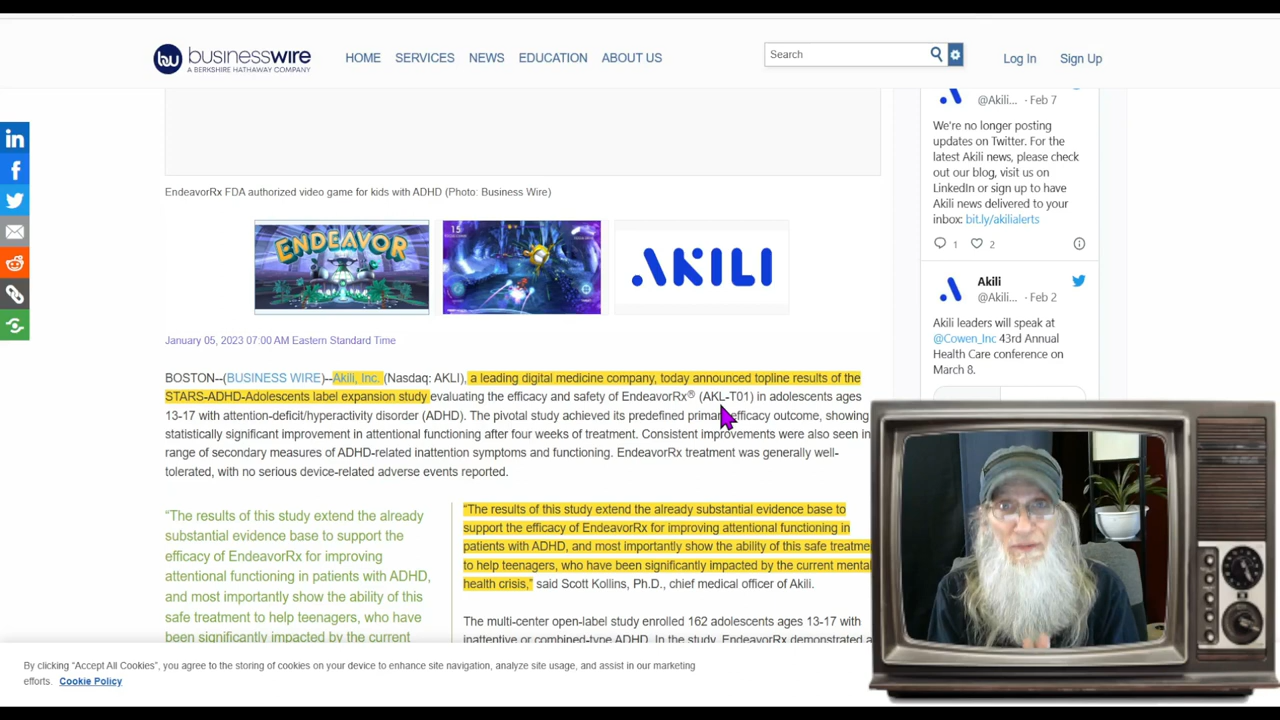 businesswire
A BERKSHIRE HATHAWAY COMPANY
HOME SERVICES NEWS EDUCATION ABOUT US
Search
Log In Sign Up
@Akili... · Feb 7
We're no longer posting
updates on Twitter. For the
latest Akili news, please check
out our blog, visit us on
LinkedIn or sign up to have
Akili news delivered to your
inbox: bit.ly/akilialerts
1 2
Akili
@Akili... · Feb 2
Akili leaders will speak at
@Cowen_Inc 43rd Annual
Health Care conference on
March 8.
EndeavorRx FDA authorized video game for kids with ADHD (Photo: Business Wire)
ENDEAVOR
15
AKILI
January 05, 2023 07:00 AM Eastern Standard Time
BOSTON--(BUSINESS WIRE)--Akili, Inc. (Nasdaq: AKLI), a leading digital medicine company, today announced topline results of the
STARS-ADHD-Adolescents label expansion study evaluating the efficacy and safety of EndeavorRx® (AKL-T01) in adolescents ages
13-17 with attention-deficit/hyperactivity disorder (ADHD). The pivotal study achieved its predefined primary efficacy outcome, showing
statistically significant improvement in attentional functioning after four weeks of treatment. Consistent improvements were also seen in
range of secondary measures of ADHD-related inattention symptoms and functioning. EndeavorRx treatment was generally well-
tolerated, with no serious device-related adverse events reported.
“The results of this study extend the already
substantial evidence base to support the
efficacy of EndeavorRx for improving
attentional functioning in patients with ADHD,
and most importantly show the ability of this
safe treatment to help teenagers, who have
been significantly impacted by the current
“The results of this study extend the already substantial evidence base to
support the efficacy of EndeavorRx for improving attentional functioning in
patients with ADHD, and most importantly show the ability of this safe treatme
to help teenagers, who have been significantly impacted by the current mental
health crisis,” said Scott Kollins, Ph.D., chief medical officer of Akili.
The multi-center open-label study enrolled 162 adolescents ages 13-17 with
inattentive or combined-type ADHD. In the study, EndeavorRx demonstrated a
By clicking “Accept All Cookies”, you agree to the storing of cookies on your device to enhance site navigation, analyze site usage, and assist in our marketing
efforts. Cookie Policy